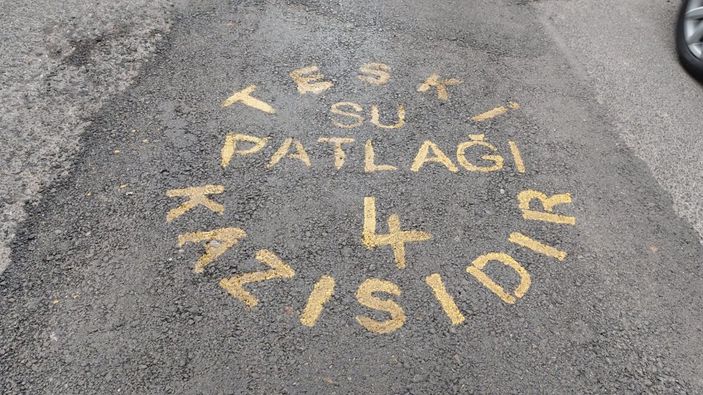 TESKİ
SU
PATLAĞI
4
KAZISIDIR